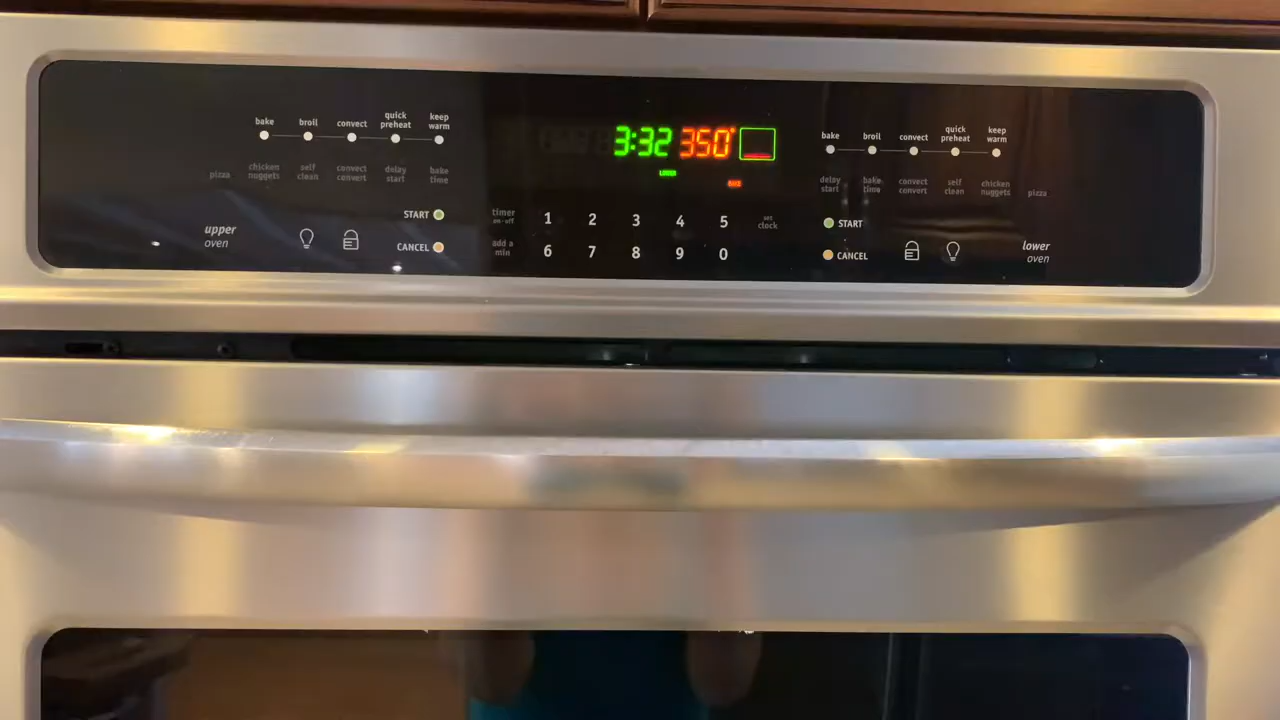 bake broil convect quick preheat keep warm
pizza chicken nuggets self clean convect convert delay start bake time
START
upper oven
CANCEL
3:32 350°
LOWER
timer on·off 1 2 3 4 5 set clock
add a min 6 7 8 9 0
bake broil convect quick preheat keep warm
delay start bake time convect convert self clean chicken nuggets pizza
START
CANCEL
lower oven